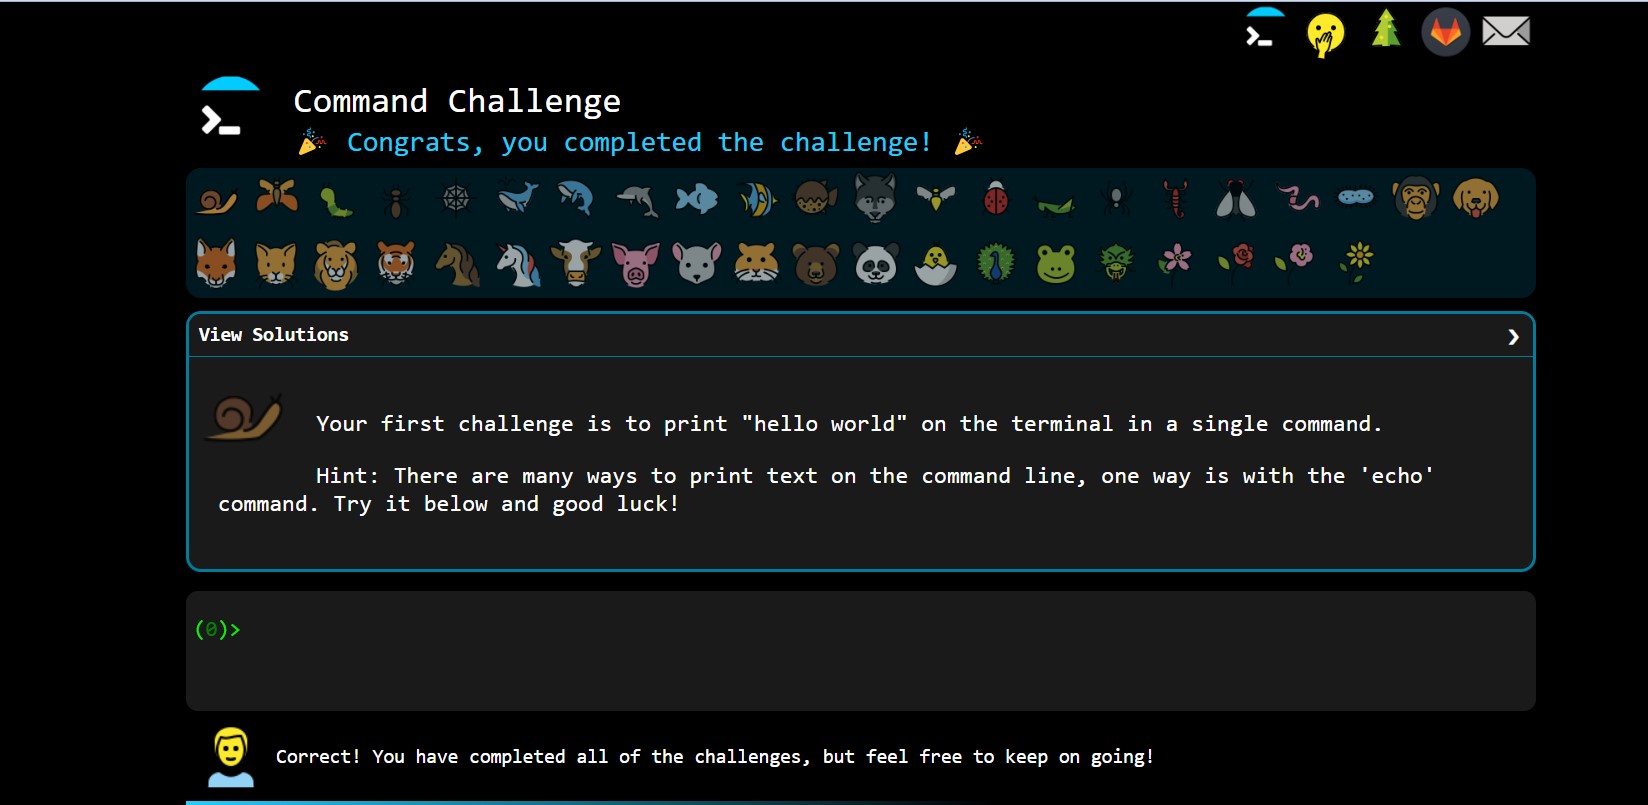 Command Challenge
🎉 Congrats, you completed the challenge! 🎉
View Solutions
Your first challenge is to print "hello world" on the terminal in a single command.
Hint: There are many ways to print text on the command line, one way is with the 'echo'
command. Try it below and good luck!
(0)>
Correct! You have completed all of the challenges, but feel free to keep on going!